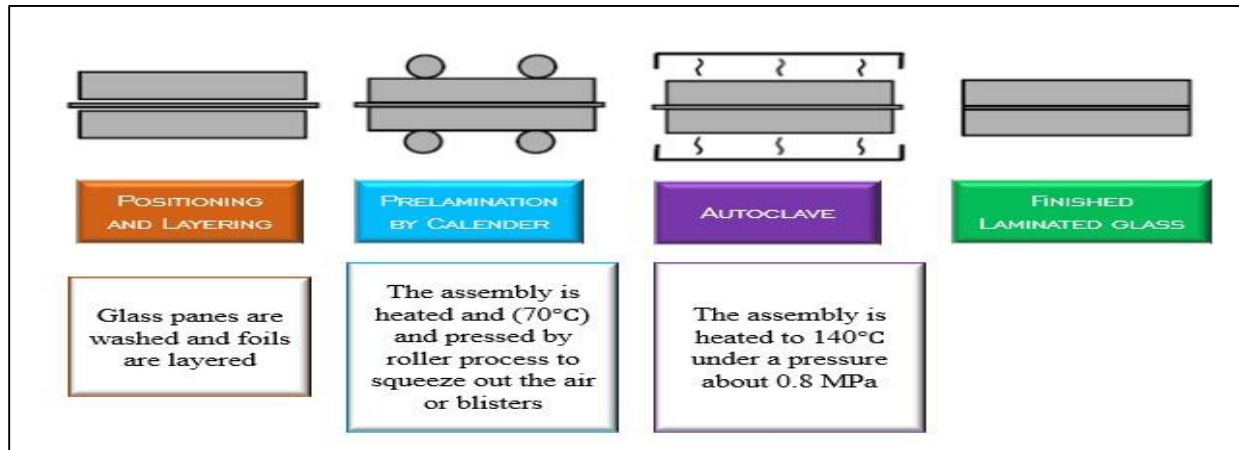 POSITIONING
AND LAYERING
PRELAMINATION
BY CALENDER
AUTOCLAVE
FINISHED
LAMINATED GLASS
Glass panes are
washed and foils
are layered
The assembly is
heated and (70°C)
and pressed by
roller process to
squeeze out the air
or blisters
The assembly is
heated to 140°C
under a pressure
about 0.8 MPa